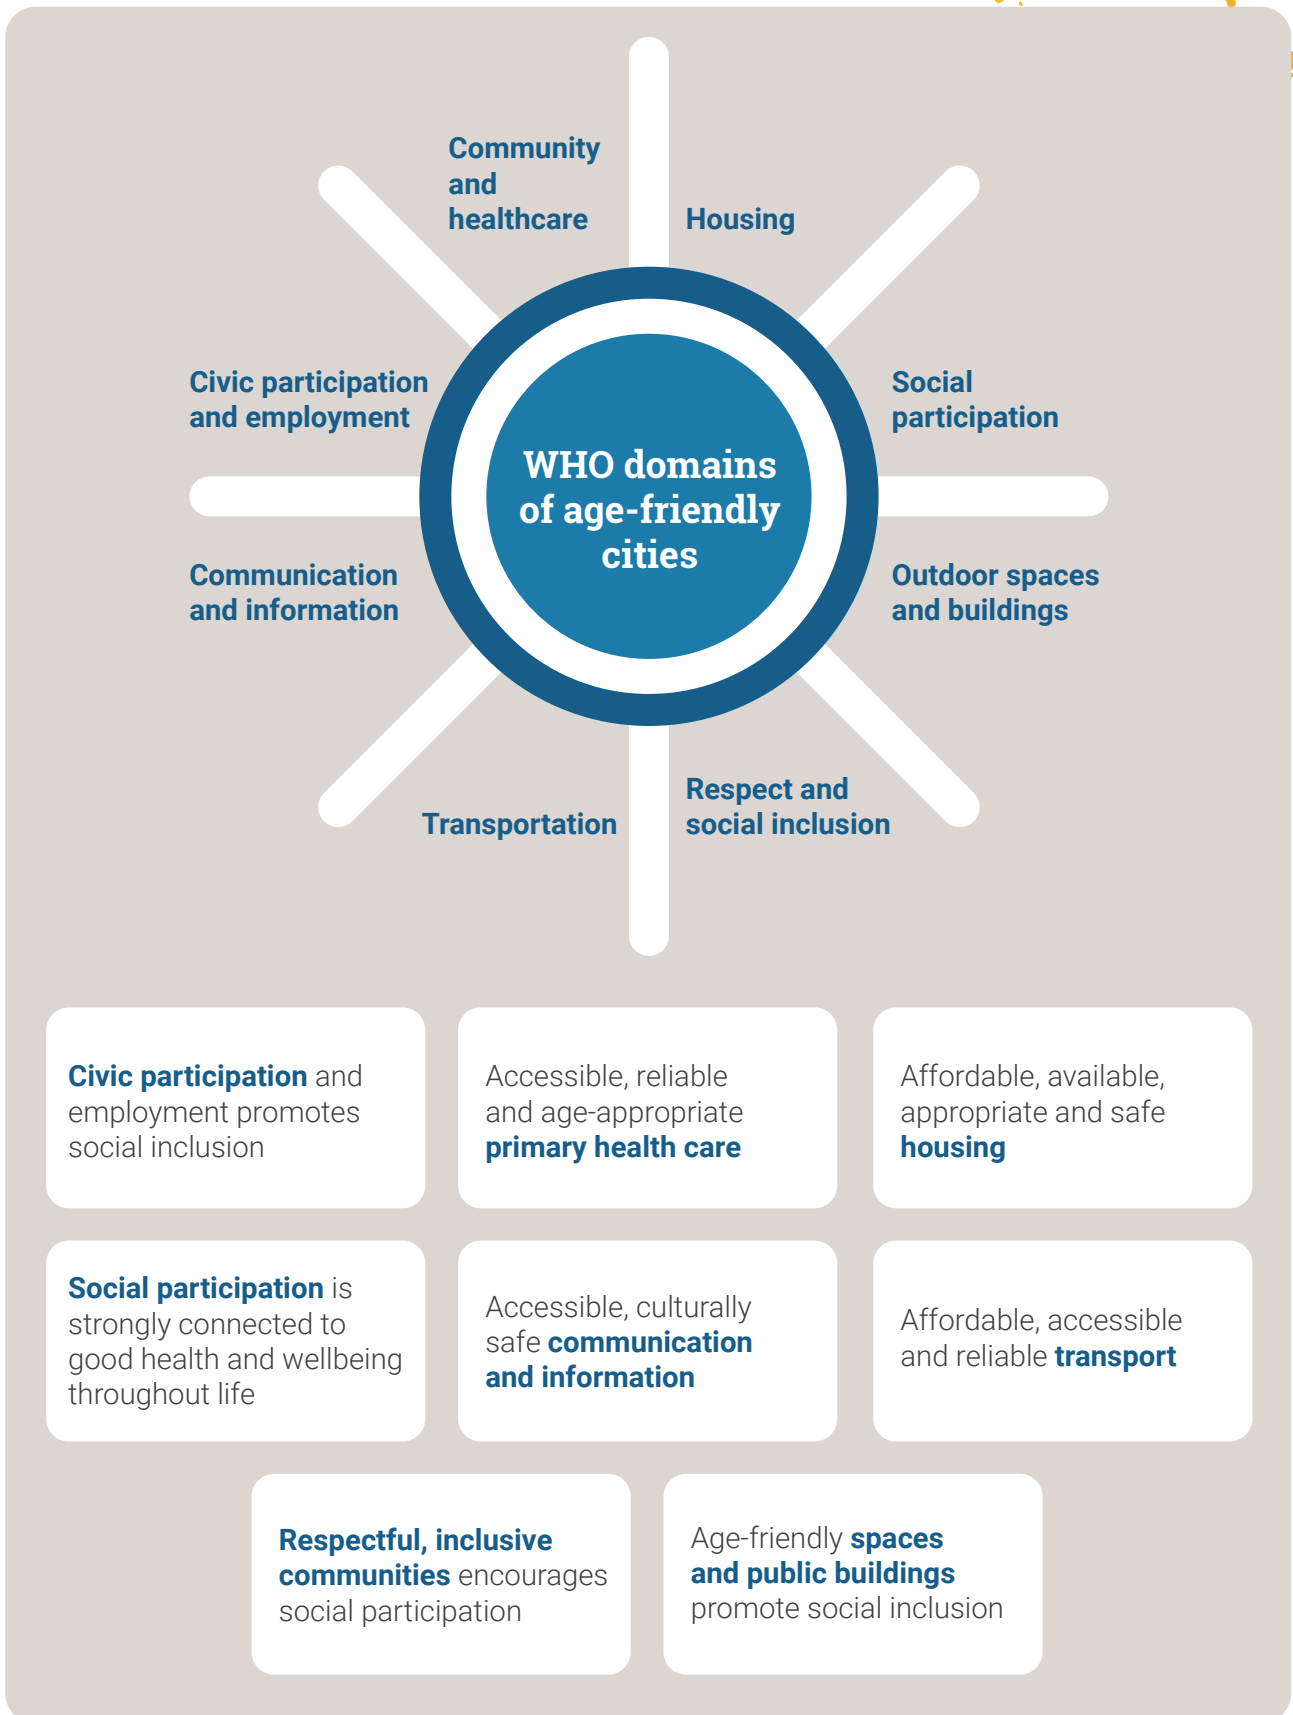 Community
and
healthcare
Housing
Civic participation
and employment
Social
participation
WHO domains
of age-friendly
cities
Communication
and information
Outdoor spaces
and buildings
Transportation
Respect and
social inclusion
Civic participation and
employment promotes
social inclusion
Accessible, reliable
and age-appropriate
primary health care
Affordable, available,
appropriate and safe
housing
Social participation is
strongly connected to
good health and wellbeing
throughout life
Accessible, culturally
safe communication
and information
Affordable, accessible
and reliable transport
Respectful, inclusive
communities encourages
social participation
Age-friendly spaces
and public buildings
promote social inclusion